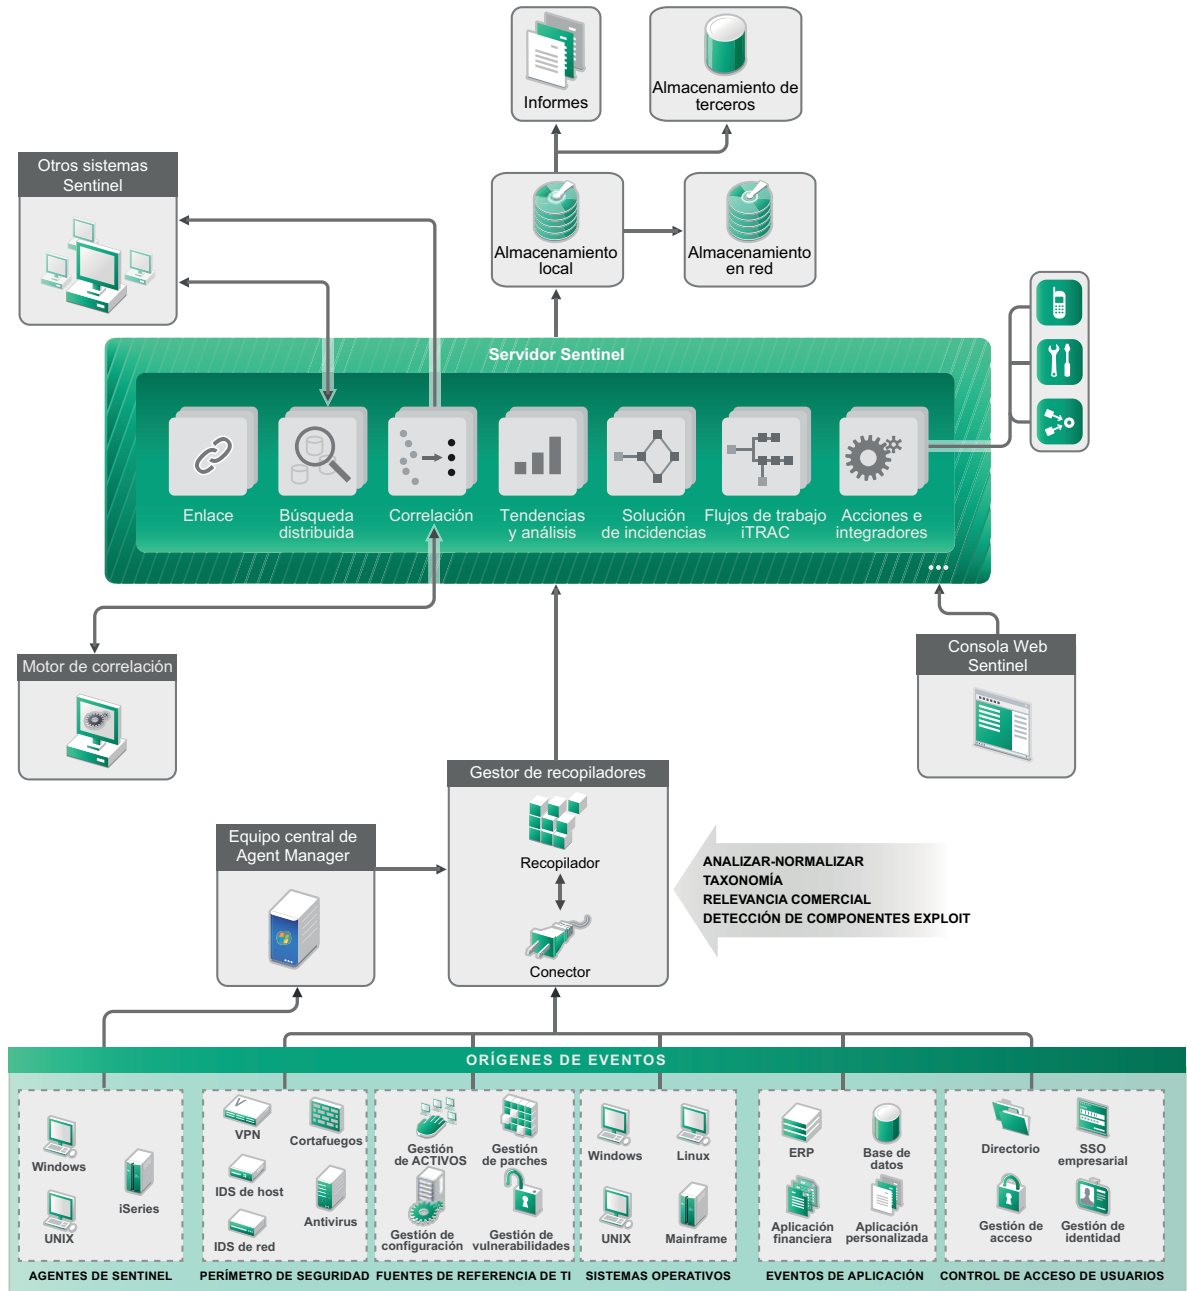 Informes
Almacenamiento de
terceros
Otros sistemas
Sentinel
Almacenamiento
local
Almacenamiento
en red
Servidor Sentinel
Enlace
Búsqueda
distribuida
Correlación
Tendencias
y análisis
Solución
de incidencias
Flujos de trabajo
iTRAC
Acciones e
integradores
Motor de correlación
Consola Web
Sentinel
Gestor de recopiladores
Recopilador
Conector
Equipo central de
Agent Manager
ANALIZAR-NORMALIZAR
TAXONOMÍA
RELEVANCIA COMERCIAL
DETECCIÓN DE COMPONENTES EXPLOIT
ORÍGENES DE EVENTOS
Windows
iSeries
UNIX
AGENTES DE SENTINEL
V
VPN
Cortafuegos
IDS de host
Antivirus
IDS de red
PERÍMETRO DE SEGURIDAD
Gestión
de ACTIVOS
Gestión
de parches
Gestión de
configuración
Gestión de
vulnerabilidades
FUENTES DE REFERENCIA DE TI
Windows
Linux
UNIX
Mainframe
SISTEMAS OPERATIVOS
ERP
Base de
datos
Aplicación
financiera
Aplicación
personalizada
EVENTOS DE APLICACIÓN
Directorio
SSO
empresarial
Gestión de
acceso
Gestión de
identidad
CONTROL DE ACCESO DE USUARIOS